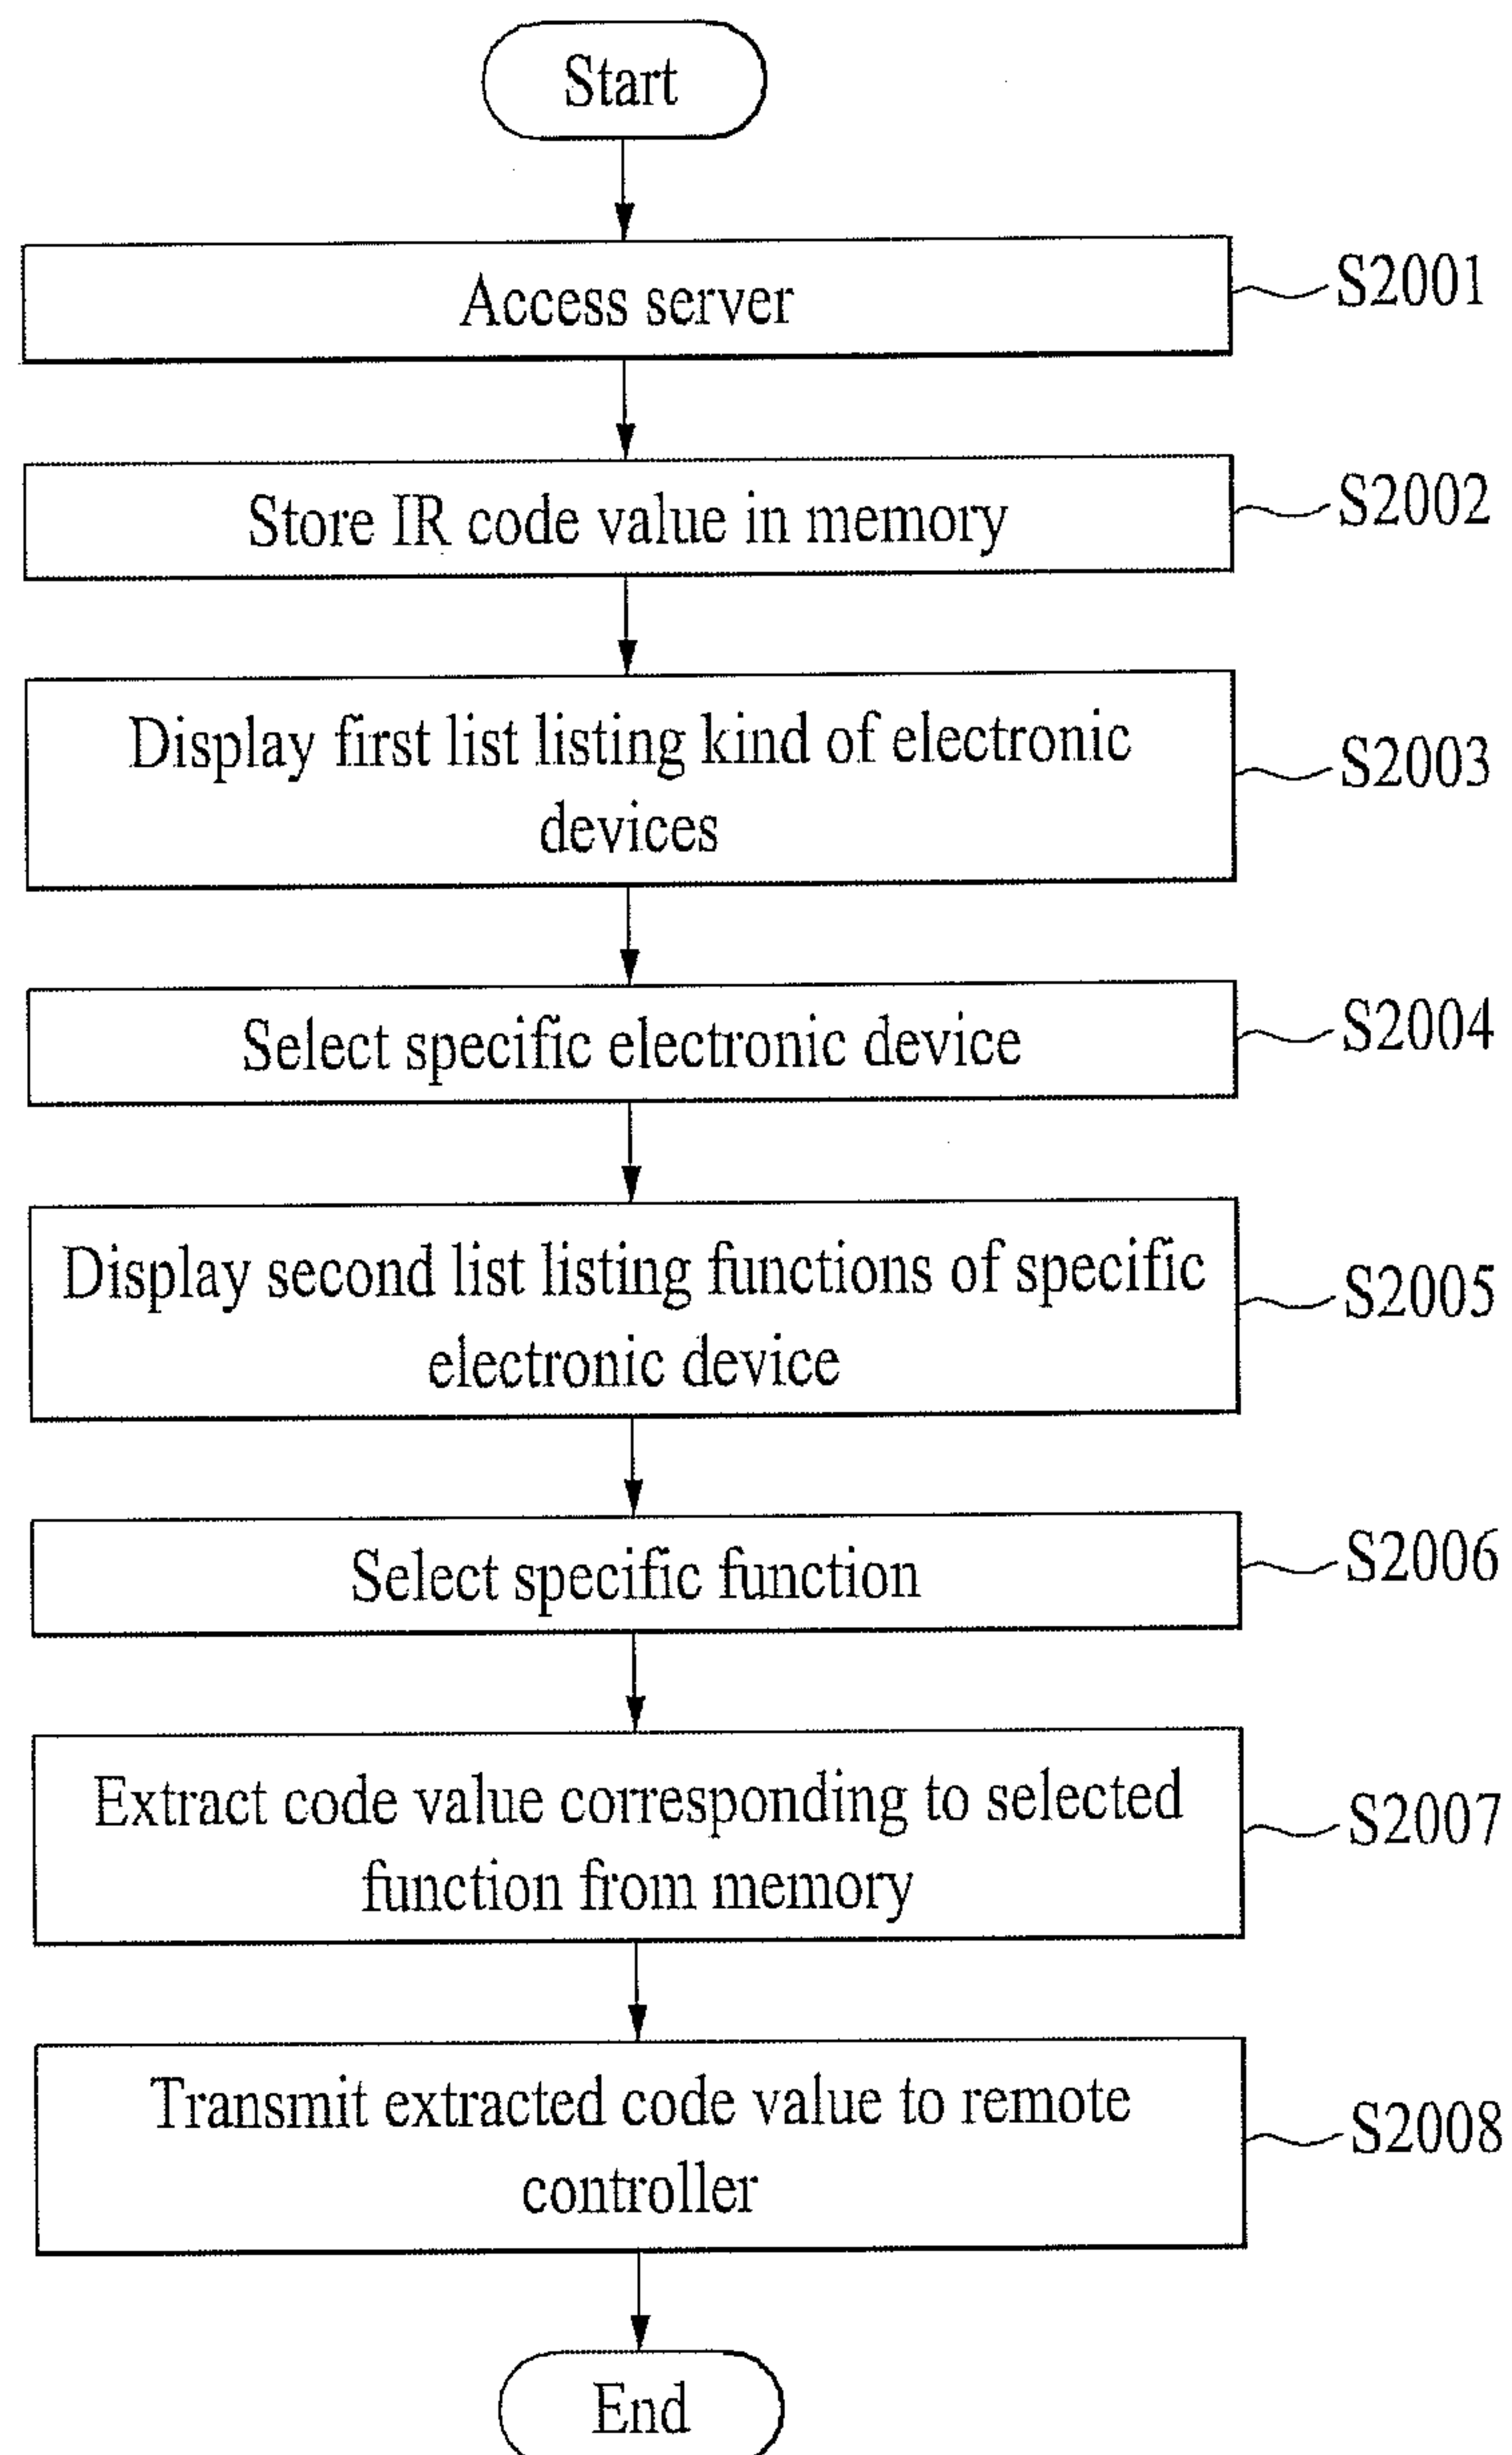 Start
Access server
S2001
Store IR code value in memory
S2002
Display first list listing kind of electronic
devices
S2003
Select specific electronic device
S2004
Display second list listing functions of specific
electronic device
S2005
Select specific function
S2006
Extract code value corresponding to selected
function from memory
S2007
Transmit extracted code value to remote
controller
S2008
End